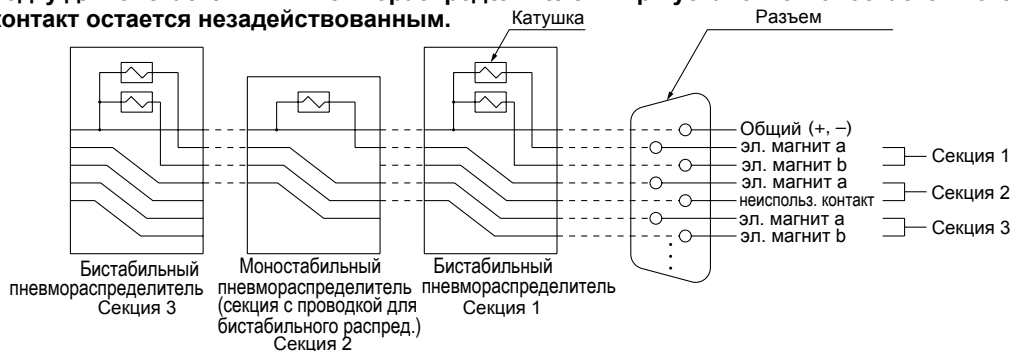 контакт остается незадействованным.
Катушка
Разъем
Общий (+, –)
эл. магнит a
эл. магнит b
эл. магнит a
неиспольз. контакт
эл. магнит a
эл. магнит b
Секция 1
Секция 2
Секция 3
Бистабильный
пневмораспределитель
Секция 3
Моностабильный
пневмораспределитель
(секция с проводкой для
бистабильного распред.)
Секция 2
Бистабильный
пневмораспределитель
Секция 1